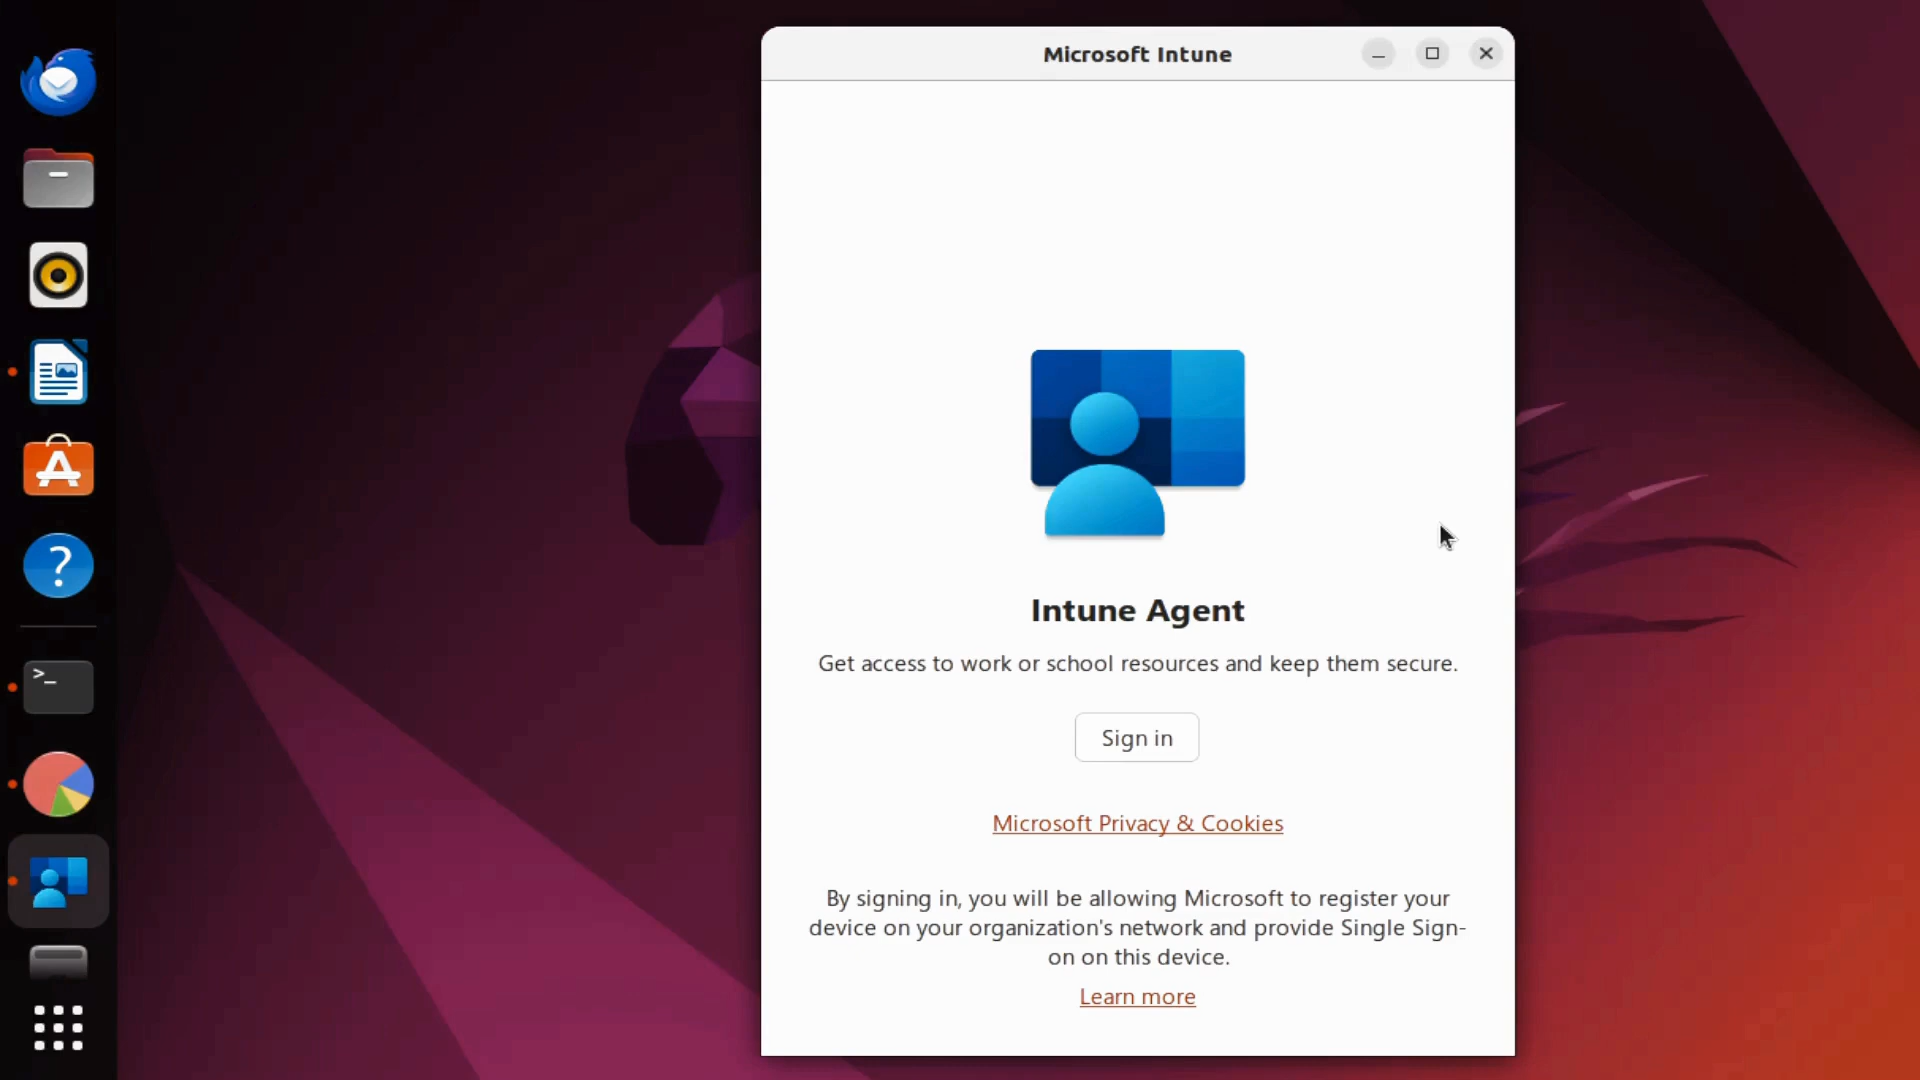 Microsoft Intune
Intune Agent
Get access to work or school resources and keep them secure.
Sign in
Microsoft Privacy & Cookies
By signing in, you will be allowing Microsoft to register your
device on your organization's network and provide Single Sign-
on on this device.
Learn more